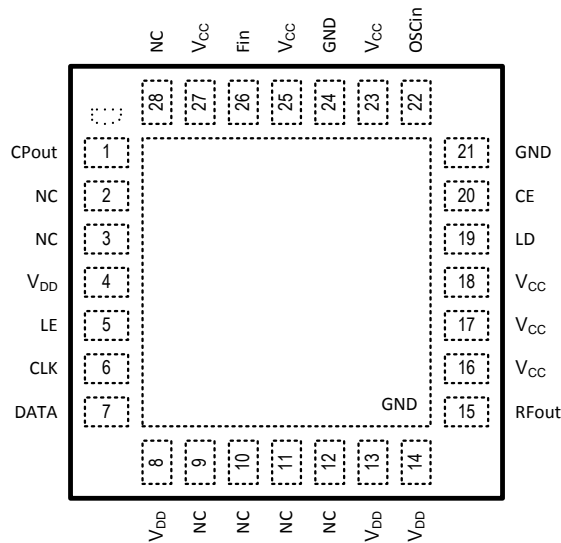 NC VCC Fin VCC GND VCC OSCin
28 27 26 25 24 23 22
CPout 1 21 GND
NC 2 20 CE
NC 3 19 LD
VDD 4 18 VCC
LE 5 17 VCC
CLK 6 16 VCC
DATA 7 GND 15 RFout
8 9 10 11 12 13 14
VDD NC NC NC NC VDD VDD